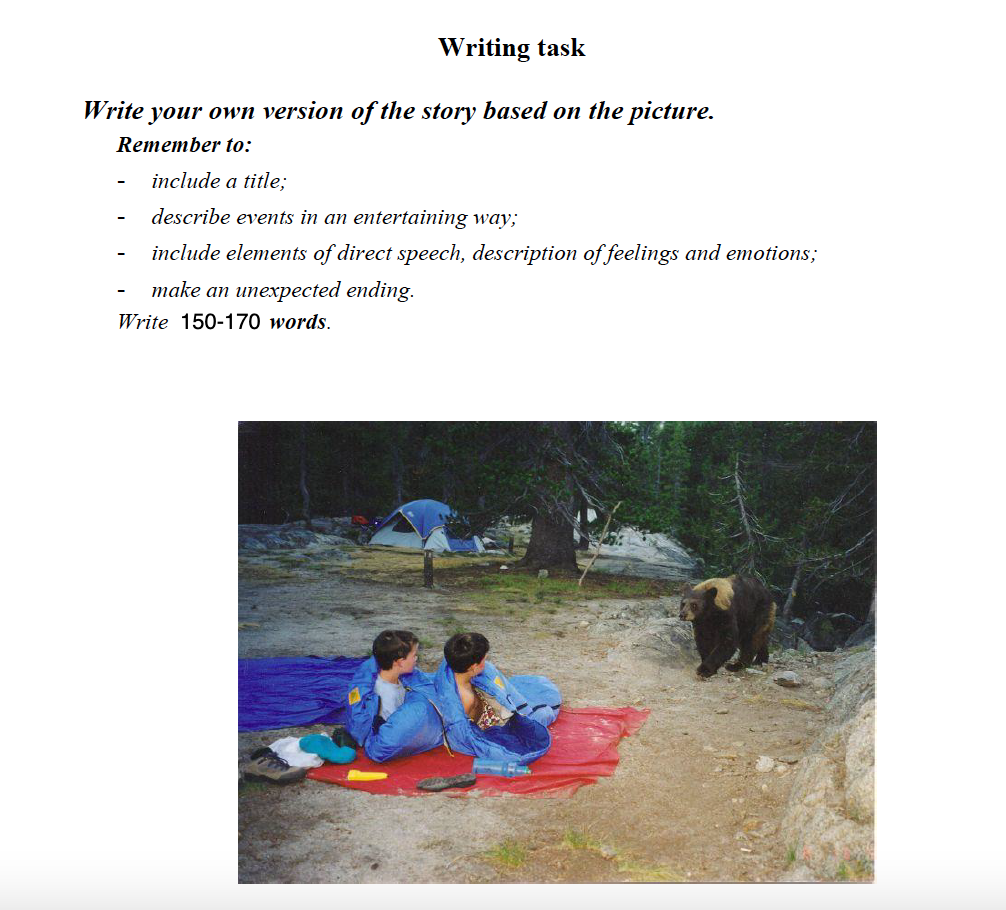 Writing task
Write your own version of the story based on the picture.
Remember to:
- include a title;
- describe events in an entertaining way;
- include elements of direct speech, description of feelings and emotions;
- make an unexpected ending.
Write 150-170 words.